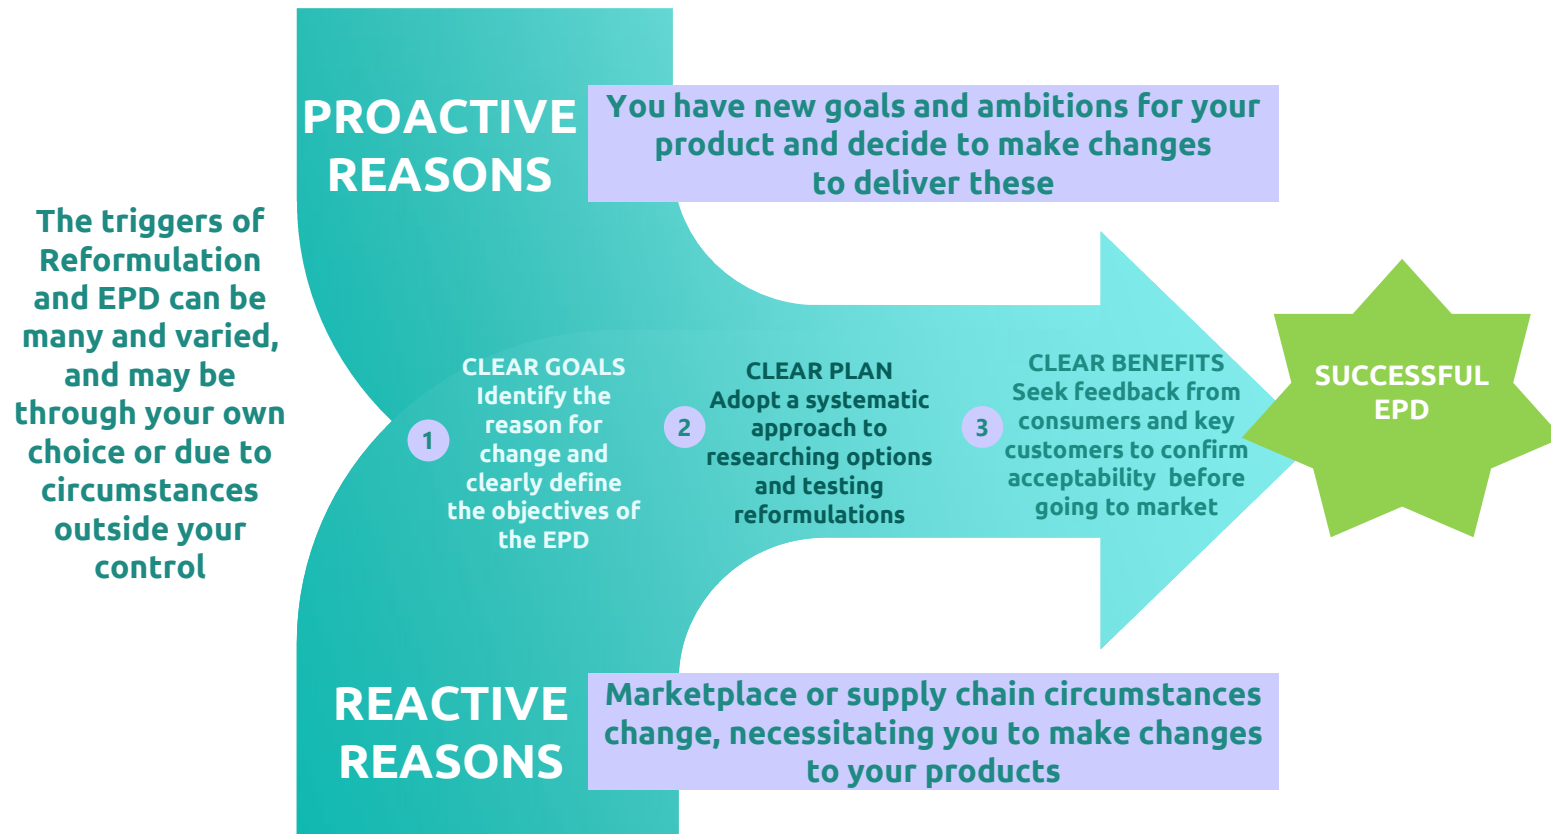 The triggers of
Reformulation
and EPD can be
many and varied,
and may be
through your own
choice or due to
circumstances
outside your
control
PROACTIVE
REASONS
You have new goals and ambitions for your
product and decide to make changes
to deliver these
1
CLEAR GOALS
Identify the
reason for
change and
clearly define
the objectives of
the EPD
2
CLEAR PLAN
Adopt a systematic
approach to
researching options
and testing
reformulations
3
CLEAR BENEFITS
Seek feedback from
consumers and key
customers to confirm
acceptability before
going to market
SUCCESSFUL
EPD
REACTIVE
REASONS
Marketplace or supply chain circumstances
change, necessitating you to make changes
to your products